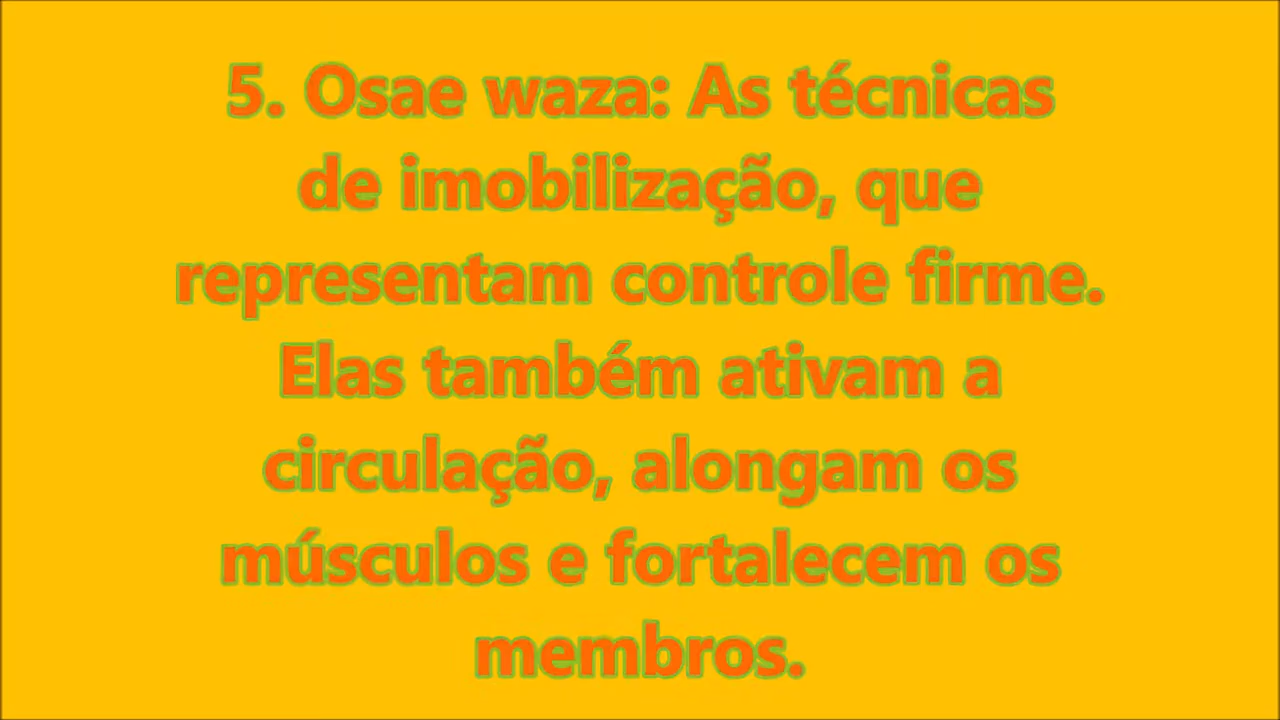 5. Osae waza: As técnicas
de imobilização, que
representam controle firme.
Elas também ativam a
circulação, alongam os
músculos e fortalecem os
membros.